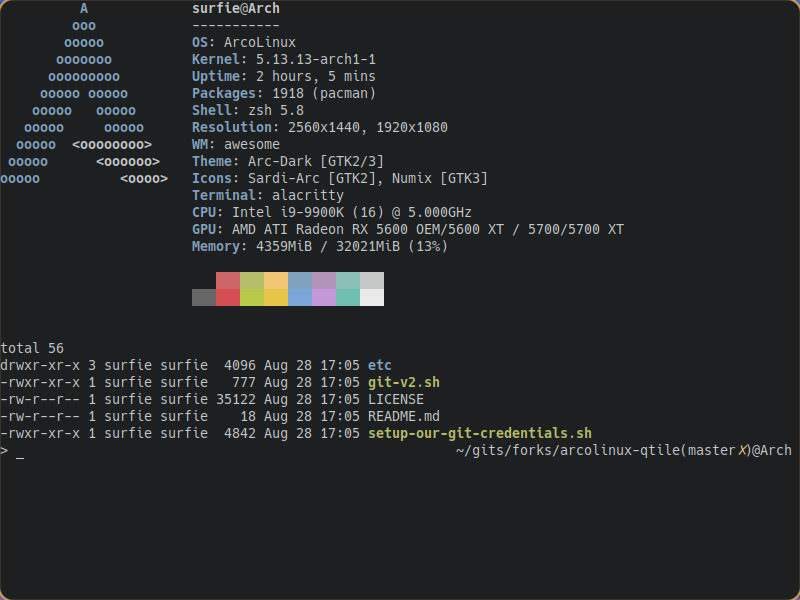 A surfie@Arch
ooo -----------
ooooo OS: ArcoLinux
ooooooo Kernel: 5.13.13-arch1-1
ooooooooo Uptime: 2 hours, 5 mins
ooooo ooooo Packages: 1918 (pacman)
ooooo ooooo Shell: zsh 5.8
ooooo ooooo Resolution: 2560x1440, 1920x1080
ooooo <oooooooo> WM: awesome
ooooo <oooooo> Theme: Arc-Dark [GTK2/3]
ooooo <oooo> Icons: Sardi-Arc [GTK2], Numix [GTK3]
Terminal: alacritty
CPU: Intel i9-9900K (16) @ 5.000GHz
GPU: AMD ATI Radeon RX 5600 OEM/5600 XT / 5700/5700 XT
Memory: 4359MiB / 32021MiB (13%)
total 56
drwxr-xr-x 3 surfie surfie 4096 Aug 28 17:05 etc
-rwxr-xr-x 1 surfie surfie 777 Aug 28 17:05 git-v2.sh
-rw-r--r-- 1 surfie surfie 35122 Aug 28 17:05 LICENSE
-rw-r--r-- 1 surfie surfie 18 Aug 28 17:05 README.md
-rwxr-xr-x 1 surfie surfie 4842 Aug 28 17:05 setup-our-git-credentials.sh
> _ ~/gits/forks/arcolinux-qtile(master✗)@Arch